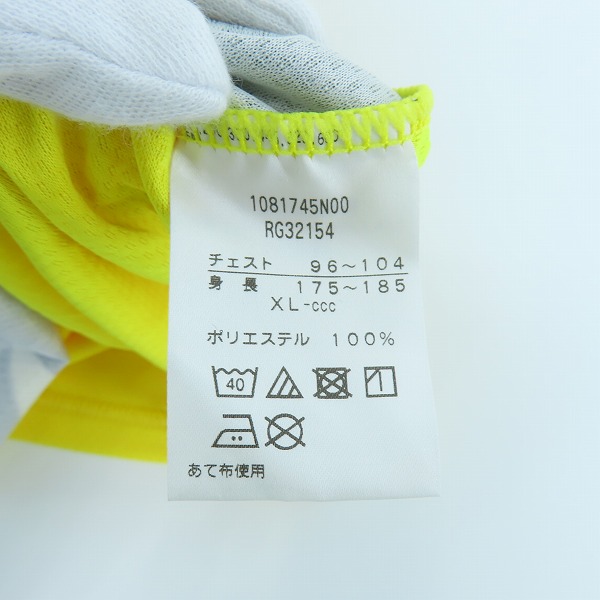 1081745N00
RG32154
チェスト 96～104
身長 175～185
XL-ccc
ポリエステル 100%
40
あて布使用